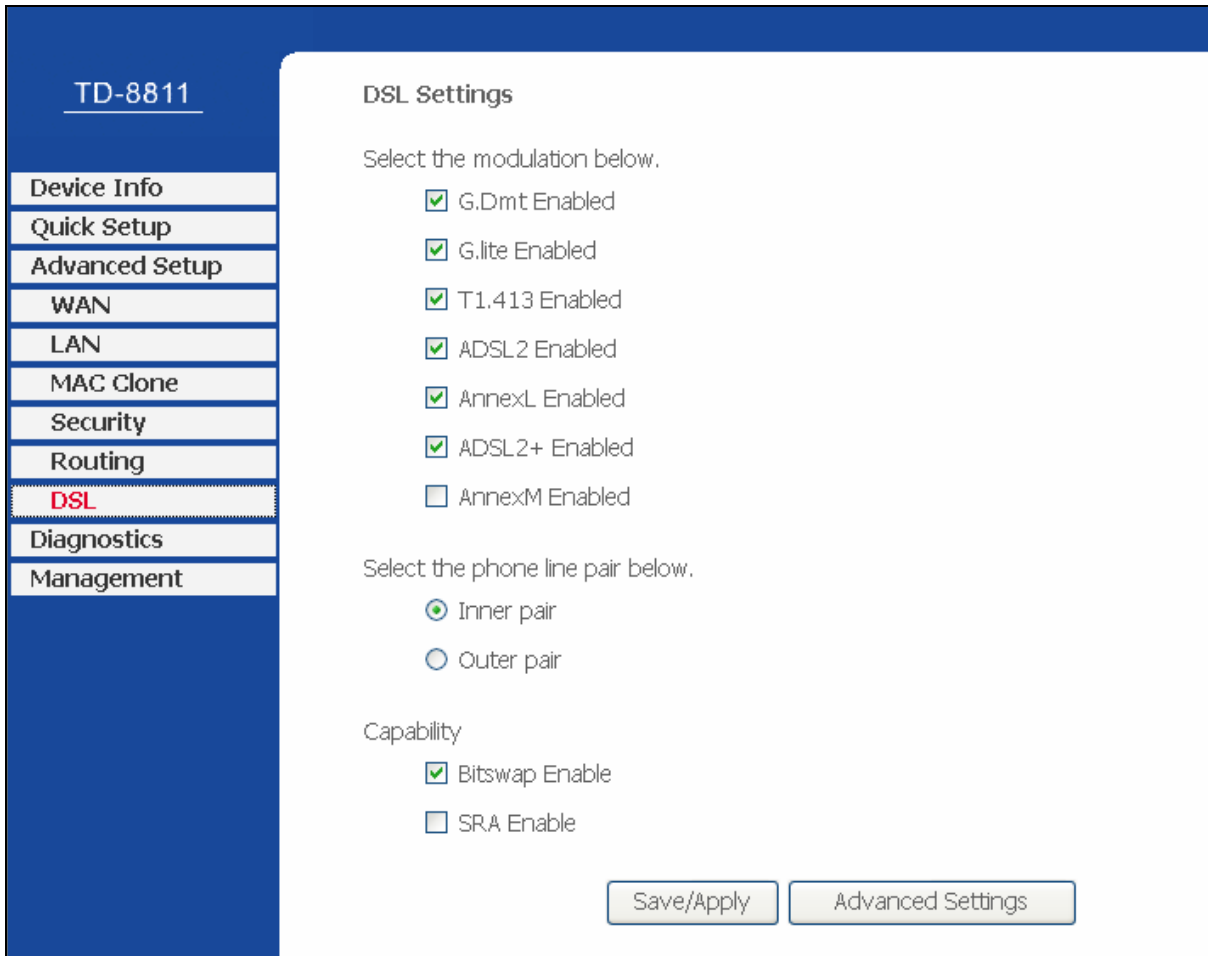 TD-8811
Device Info
Quick Setup
Advanced Setup
WAN
LAN
MAC Clone
Security
Routing
DSL
Diagnostics
Management
DSL Settings
Select the modulation below.
G.Dmt Enabled
G.lite Enabled
T1.413 Enabled
ADSL2 Enabled
AnnexL Enabled
ADSL2+ Enabled
AnnexM Enabled
Select the phone line pair below.
Inner pair
Outer pair
Capability
Bitswap Enable
SRA Enable
Save/Apply
Advanced Settings